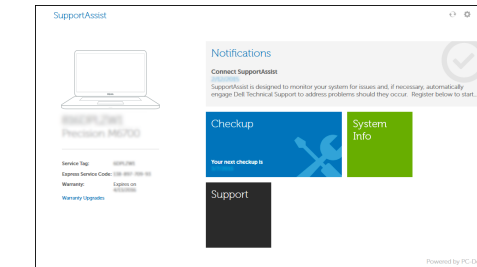 SupportAssist
Notifications
Connect SupportAssist
SupportAssist is designed to monitor your system for issues and, if necessary, automatically
engage Dell Technical Support to address problems should they occur. Register below to start...
Precision M6700
Checkup
Your next checkup is
System
Info
Service Tag:
Express Service Code:
Warranty: Expires on
Warranty Upgrades
Support
Powered by PC-D